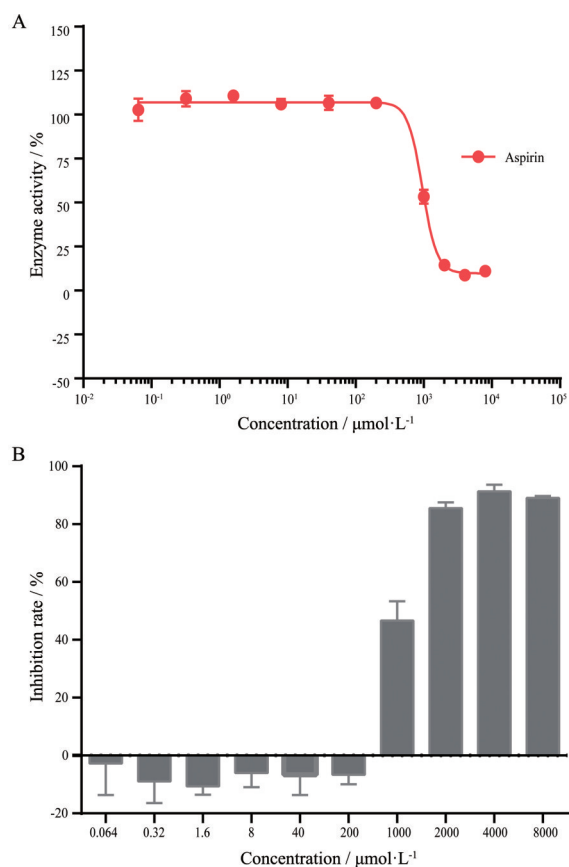 A
150
125
100
75
50
25
0
-25
-50
Enzyme activity / %
Aspirin
10⁻² 10⁻¹ 10⁰ 10¹ 10² 10³ 10⁴ 10⁵
Concentration / μmol·L⁻¹
B
100
80
60
40
20
0
-20
Inhibition rate / %
0.064 0.32 1.6 8 40 200 1000 2000 4000 8000
Concentration / μmol·L⁻¹